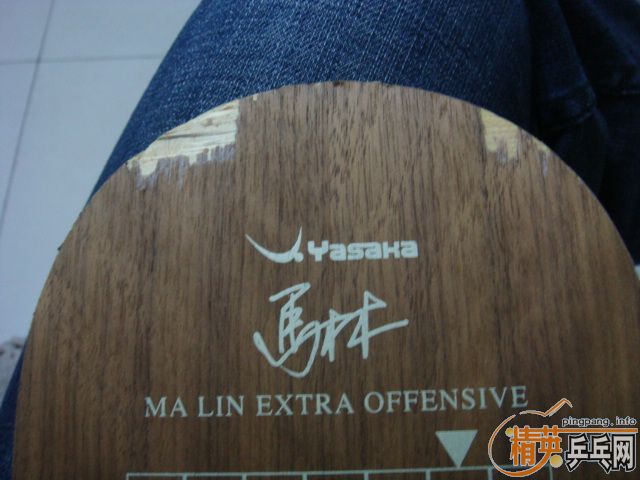 Yasaka
馬林
MA LIN EXTRA OFFENSIVE
pingpang.info
精英乒乓网